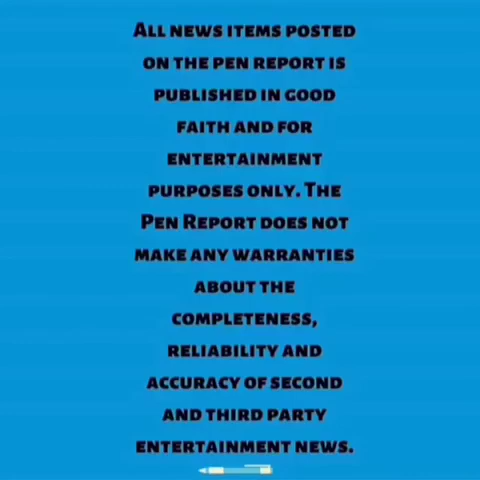 All news items posted
on the pen report is
published in good
faith and for
entertainment
purposes only. The
Pen Report does not
make any warranties
about the
completeness,
reliability and
accuracy of second
and third party
entertainment news.